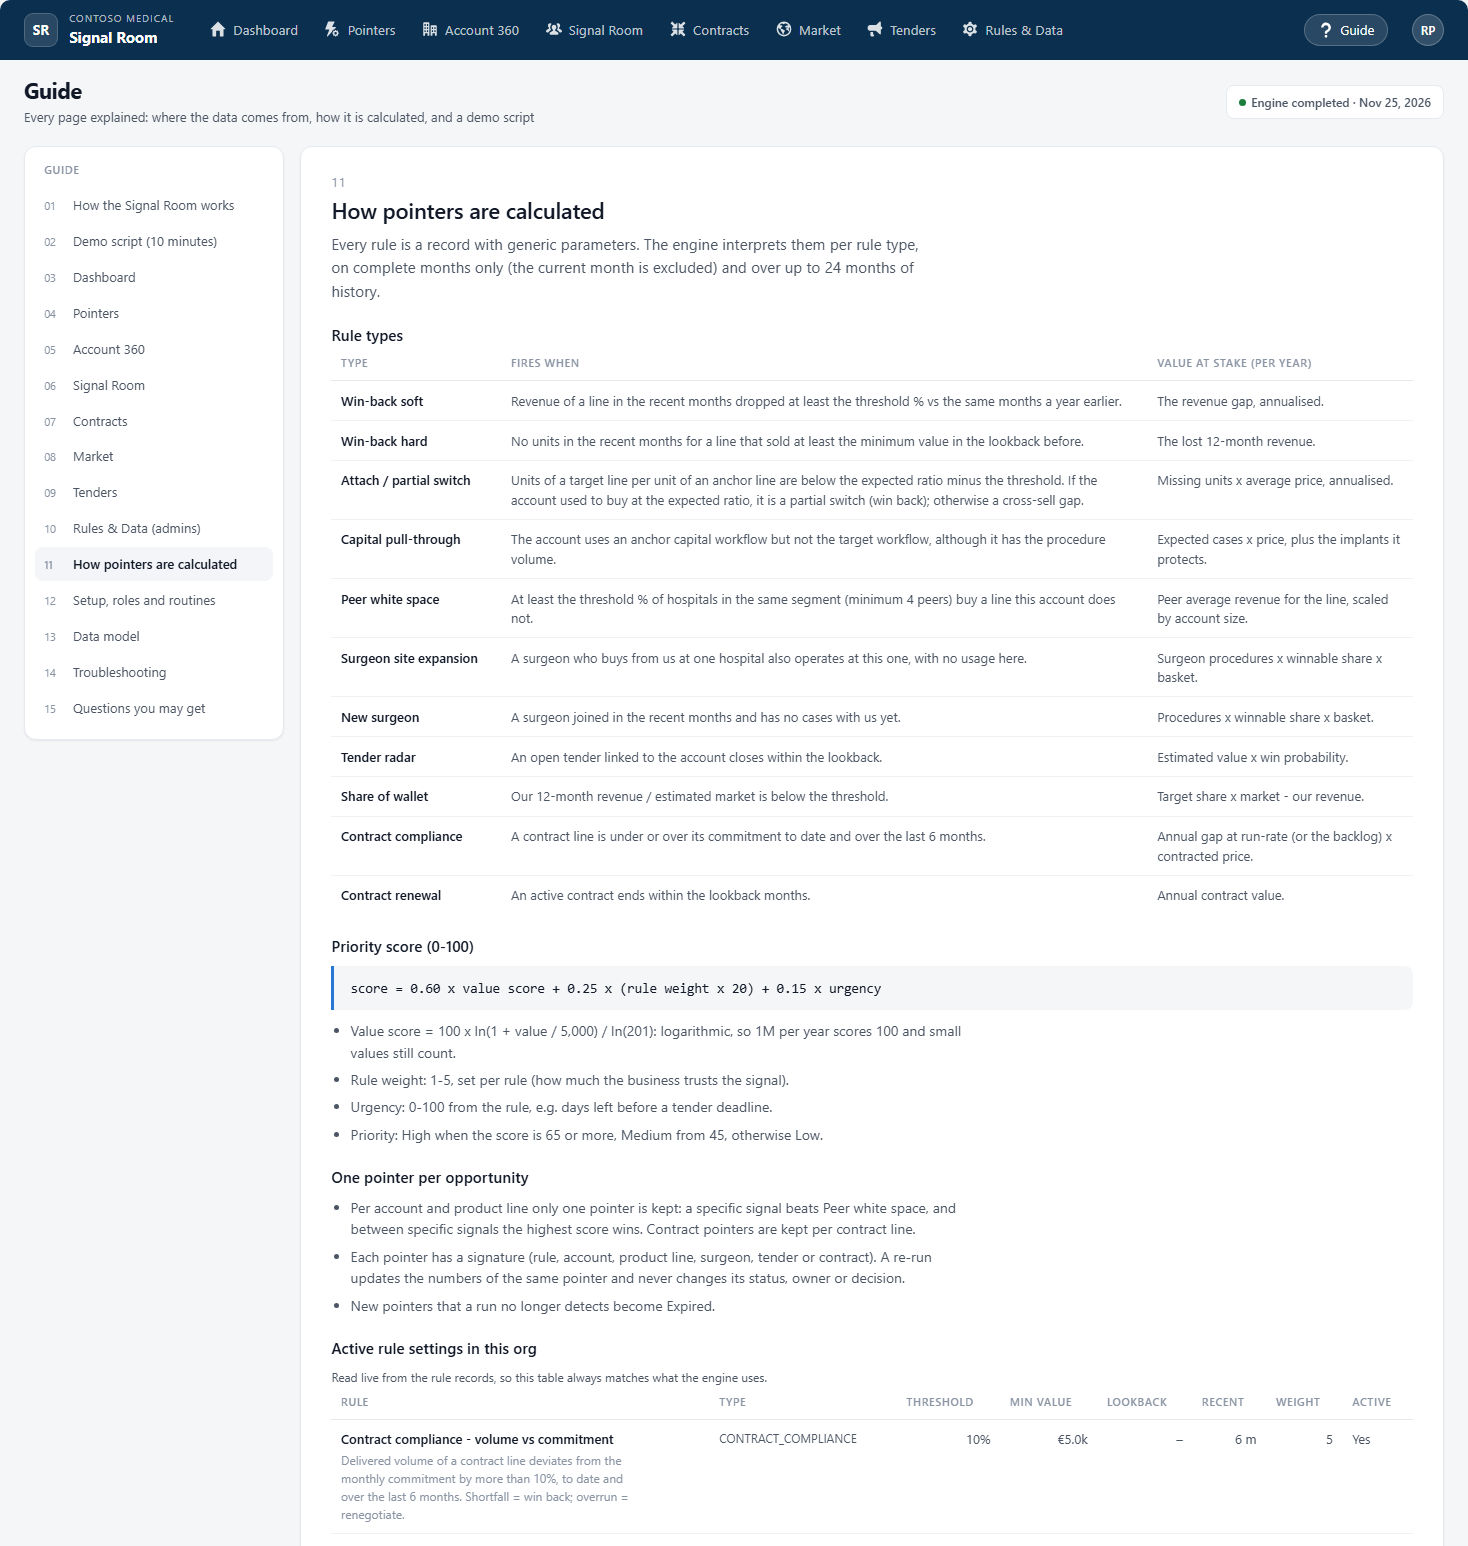 SR
CONTOSO MEDICAL
Signal Room
Dashboard
Pointers
Account 360
Signal Room
Contracts
Market
Tenders
Rules & Data
? Guide
RP
Guide
Every page explained: where the data comes from, how it is calculated, and a demo script
Engine completed · Nov 25, 2026
GUIDE
01 How the Signal Room works
02 Demo script (10 minutes)
03 Dashboard
04 Pointers
05 Account 360
06 Signal Room
07 Contracts
08 Market
09 Tenders
10 Rules & Data (admins)
11 How pointers are calculated
12 Setup, roles and routines
13 Data model
14 Troubleshooting
15 Questions you may get
11
How pointers are calculated
Every rule is a record with generic parameters. The engine interprets them per rule type,
on complete months only (the current month is excluded) and over up to 24 months of
history.
Rule types
TYPE FIRES WHEN VALUE AT STAKE (PER YEAR)
Win-back soft Revenue of a line in the recent months dropped at least the threshold % vs the same months a year earlier. The revenue gap, annualised.
Win-back hard No units in the recent months for a line that sold at least the minimum value in the lookback before. The lost 12-month revenue.
Attach / partial switch Units of a target line per unit of an anchor line are below the expected ratio minus the threshold. If the Missing units x average price, annualised.
account used to buy at the expected ratio, it is a partial switch (win back); otherwise a cross-sell gap.
Capital pull-through The account uses an anchor capital workflow but not the target workflow, although it has the procedure Expected cases x price, plus the implants it
volume. protects.
Peer white space At least the threshold % of hospitals in the same segment (minimum 4 peers) buy a line this account does Peer average revenue for the line, scaled
not. by account size.
Surgeon site expansion A surgeon who buys from us at one hospital also operates at this one, with no usage here. Surgeon procedures x winnable share x
basket.
New surgeon A surgeon joined in the recent months and has no cases with us yet. Procedures x winnable share x basket.
Tender radar An open tender linked to the account closes within the lookback. Estimated value x win probability.
Share of wallet Our 12-month revenue / estimated market is below the threshold. Target share x market - our revenue.
Contract compliance A contract line is under or over its commitment to date and over the last 6 months. Annual gap at run-rate (or the backlog) x
contracted price.
Contract renewal An active contract ends within the lookback months. Annual contract value.
Priority score (0-100)
score = 0.60 x value score + 0.25 x (rule weight x 20) + 0.15 x urgency
• Value score = 100 x ln(1 + value / 5,000) / ln(201): logarithmic, so 1M per year scores 100 and small
values still count.
• Rule weight: 1-5, set per rule (how much the business trusts the signal).
• Urgency: 0-100 from the rule, e.g. days left before a tender deadline.
• Priority: High when the score is 65 or more, Medium from 45, otherwise Low.
One pointer per opportunity
• Per account and product line only one pointer is kept: a specific signal beats Peer white space, and
between specific signals the highest score wins. Contract pointers are kept per contract line.
• Each pointer has a signature (rule, account, product line, surgeon, tender or contract). A re-run
updates the numbers of the same pointer and never changes its status, owner or decision.
• New pointers that a run no longer detects become Expired.
Active rule settings in this org
Read live from the rule records, so this table always matches what the engine uses.
RULE TYPE THRESHOLD MIN VALUE LOOKBACK RECENT WEIGHT ACTIVE
Contract compliance - volume vs commitment CONTRACT_COMPLIANCE 10% €5.0k – 6 m 5 Yes
Delivered volume of a contract line deviates from the
monthly commitment by more than 10%, to date and
over the last 6 months. Shortfall = win back; overrun =
renegotiate.